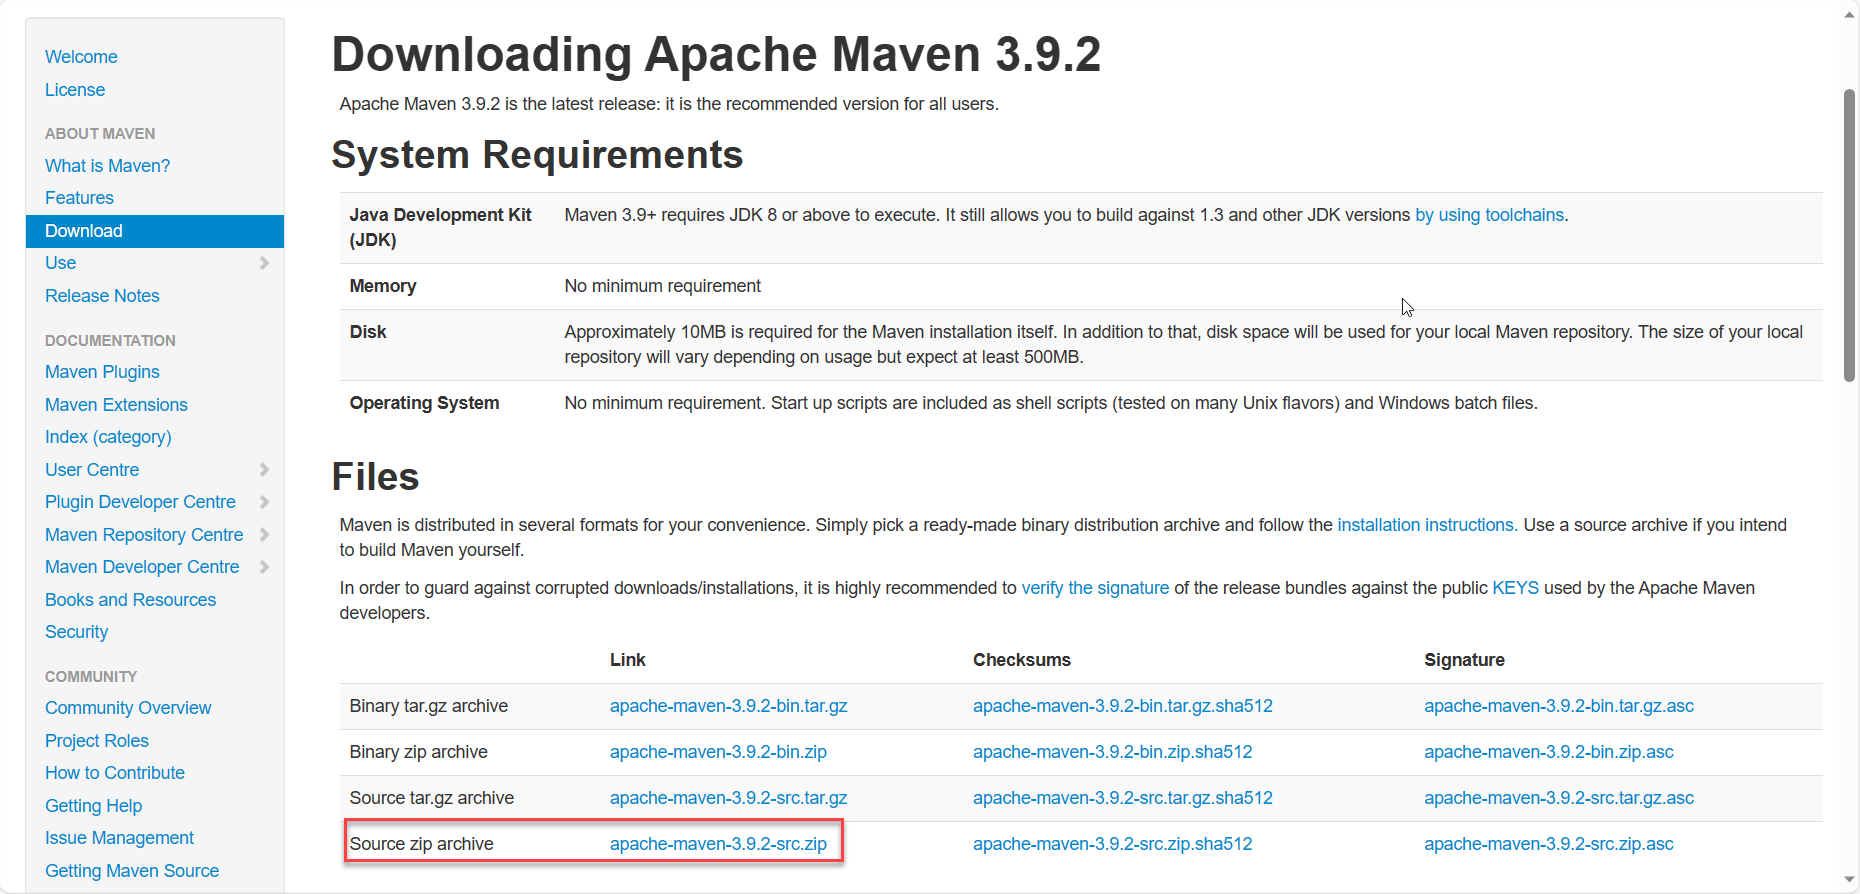 Welcome
License
ABOUT MAVEN
What is Maven?
Features
Download
Use
Release Notes
DOCUMENTATION
Maven Plugins
Maven Extensions
Index (category)
User Centre
Plugin Developer Centre
Maven Repository Centre
Maven Developer Centre
Books and Resources
Security
COMMUNITY
Community Overview
Project Roles
How to Contribute
Getting Help
Issue Management
Getting Maven Source
Downloading Apache Maven 3.9.2
Apache Maven 3.9.2 is the latest release: it is the recommended version for all users.
System Requirements
Java Development Kit (JDK) Maven 3.9+ requires JDK 8 or above to execute. It still allows you to build against 1.3 and other JDK versions by using toolchains.
Memory No minimum requirement
Disk Approximately 10MB is required for the Maven installation itself. In addition to that, disk space will be used for your local Maven repository. The size of your local
repository will vary depending on usage but expect at least 500MB.
Operating System No minimum requirement. Start up scripts are included as shell scripts (tested on many Unix flavors) and Windows batch files.
Files
Maven is distributed in several formats for your convenience. Simply pick a ready-made binary distribution archive and follow the installation instructions. Use a source archive if you intend
to build Maven yourself.
In order to guard against corrupted downloads/installations, it is highly recommended to verify the signature of the release bundles against the public KEYS used by the Apache Maven
developers.
Link Checksums Signature
Binary tar.gz archive apache-maven-3.9.2-bin.tar.gz apache-maven-3.9.2-bin.tar.gz.sha512 apache-maven-3.9.2-bin.tar.gz.asc
Binary zip archive apache-maven-3.9.2-bin.zip apache-maven-3.9.2-bin.zip.sha512 apache-maven-3.9.2-bin.zip.asc
Source tar.gz archive apache-maven-3.9.2-src.tar.gz apache-maven-3.9.2-src.tar.gz.sha512 apache-maven-3.9.2-src.tar.gz.asc
Source zip archive apache-maven-3.9.2-src.zip apache-maven-3.9.2-src.zip.sha512 apache-maven-3.9.2-src.zip.asc